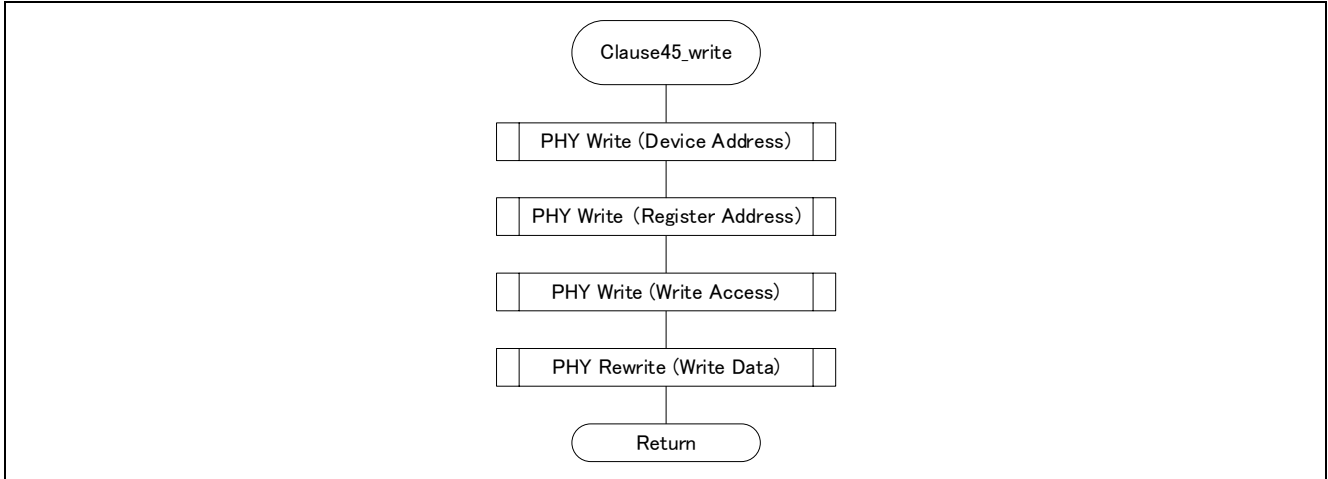 Clause45_write
PHY Write (Device Address)
PHY Write (Register Address)
PHY Write (Write Access)
PHY Rewrite (Write Data)
Return